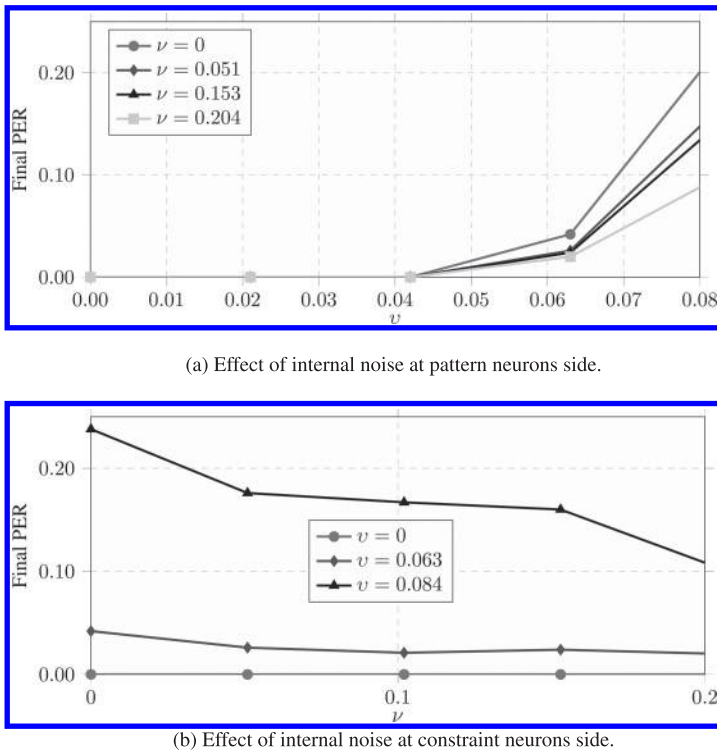 ν = 0
ν = 0.051
ν = 0.153
ν = 0.204
Final PER
0.20
0.10
0.00
0.00 0.01 0.02 0.03 0.04 0.05 0.06 0.07 0.08
υ
(a) Effect of internal noise at pattern neurons side.
υ = 0
υ = 0.063
υ = 0.084
Final PER
0.20
0.10
0.00
0 0.1 0.2
ν
(b) Effect of internal noise at constraint neurons side.